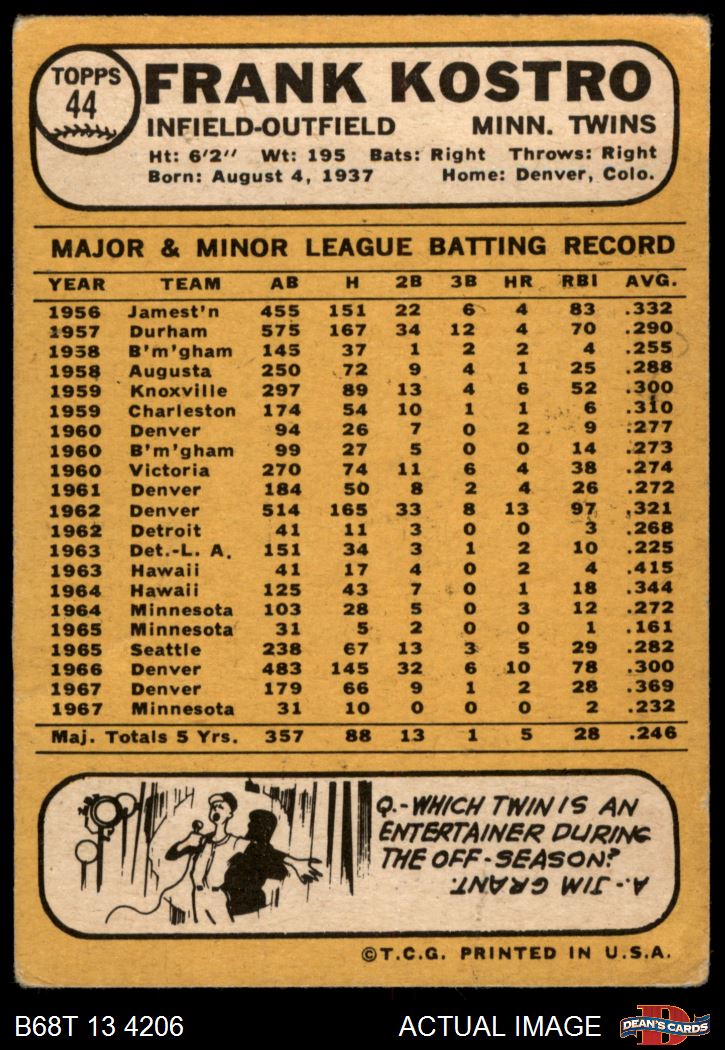 TOPPS
44
FRANK KOSTRO
INFIELD-OUTFIELD MINN. TWINS
Ht: 6'2" Wt: 195 Bats: Right Throws: Right
Born: August 4, 1937 Home: Denver, Colo.
MAJOR & MINOR LEAGUE BATTING RECORD
YEAR TEAM AB H 2B 3B HR RBI AVG.
1956 Jamest'n 455 151 22 6 4 83 .332
1957 Durham 575 167 34 12 4 70 .290
1958 B'm'gham 145 37 1 2 2 4 .255
1958 Augusta 250 72 9 4 1 25 .288
1959 Knoxville 297 89 13 4 6 52 .300
1959 Charleston 174 54 10 1 1 6 .310
1960 Denver 94 26 7 0 2 9 .277
1960 B'm'gham 99 27 5 0 0 14 .273
1960 Victoria 270 74 11 6 4 38 .274
1961 Denver 184 50 8 2 4 26 .272
1962 Denver 514 165 33 8 13 97 .321
1962 Detroit 41 11 3 0 0 3 .268
1963 Det.-L. A. 151 34 3 1 2 10 .225
1963 Hawaii 41 17 4 0 2 4 .415
1964 Hawaii 125 43 7 0 1 18 .344
1964 Minnesota 103 28 5 0 3 12 .272
1965 Minnesota 31 5 2 0 0 1 .161
1965 Seattle 238 67 13 3 5 29 .282
1966 Denver 483 145 32 6 10 78 .300
1967 Denver 179 66 9 1 2 28 .369
1967 Minnesota 31 10 0 0 0 2 .232
Maj. Totals 5 Yrs. 357 88 13 1 5 28 .246
Q.-WHICH TWIN IS AN
ENTERTAINER DURING
THE OFF-SEASON?
A.-JIM GRANT.
©T.C.G. PRINTED IN U.S.A.
B68T 13 4206 ACTUAL IMAGE DEAN'S CARDS